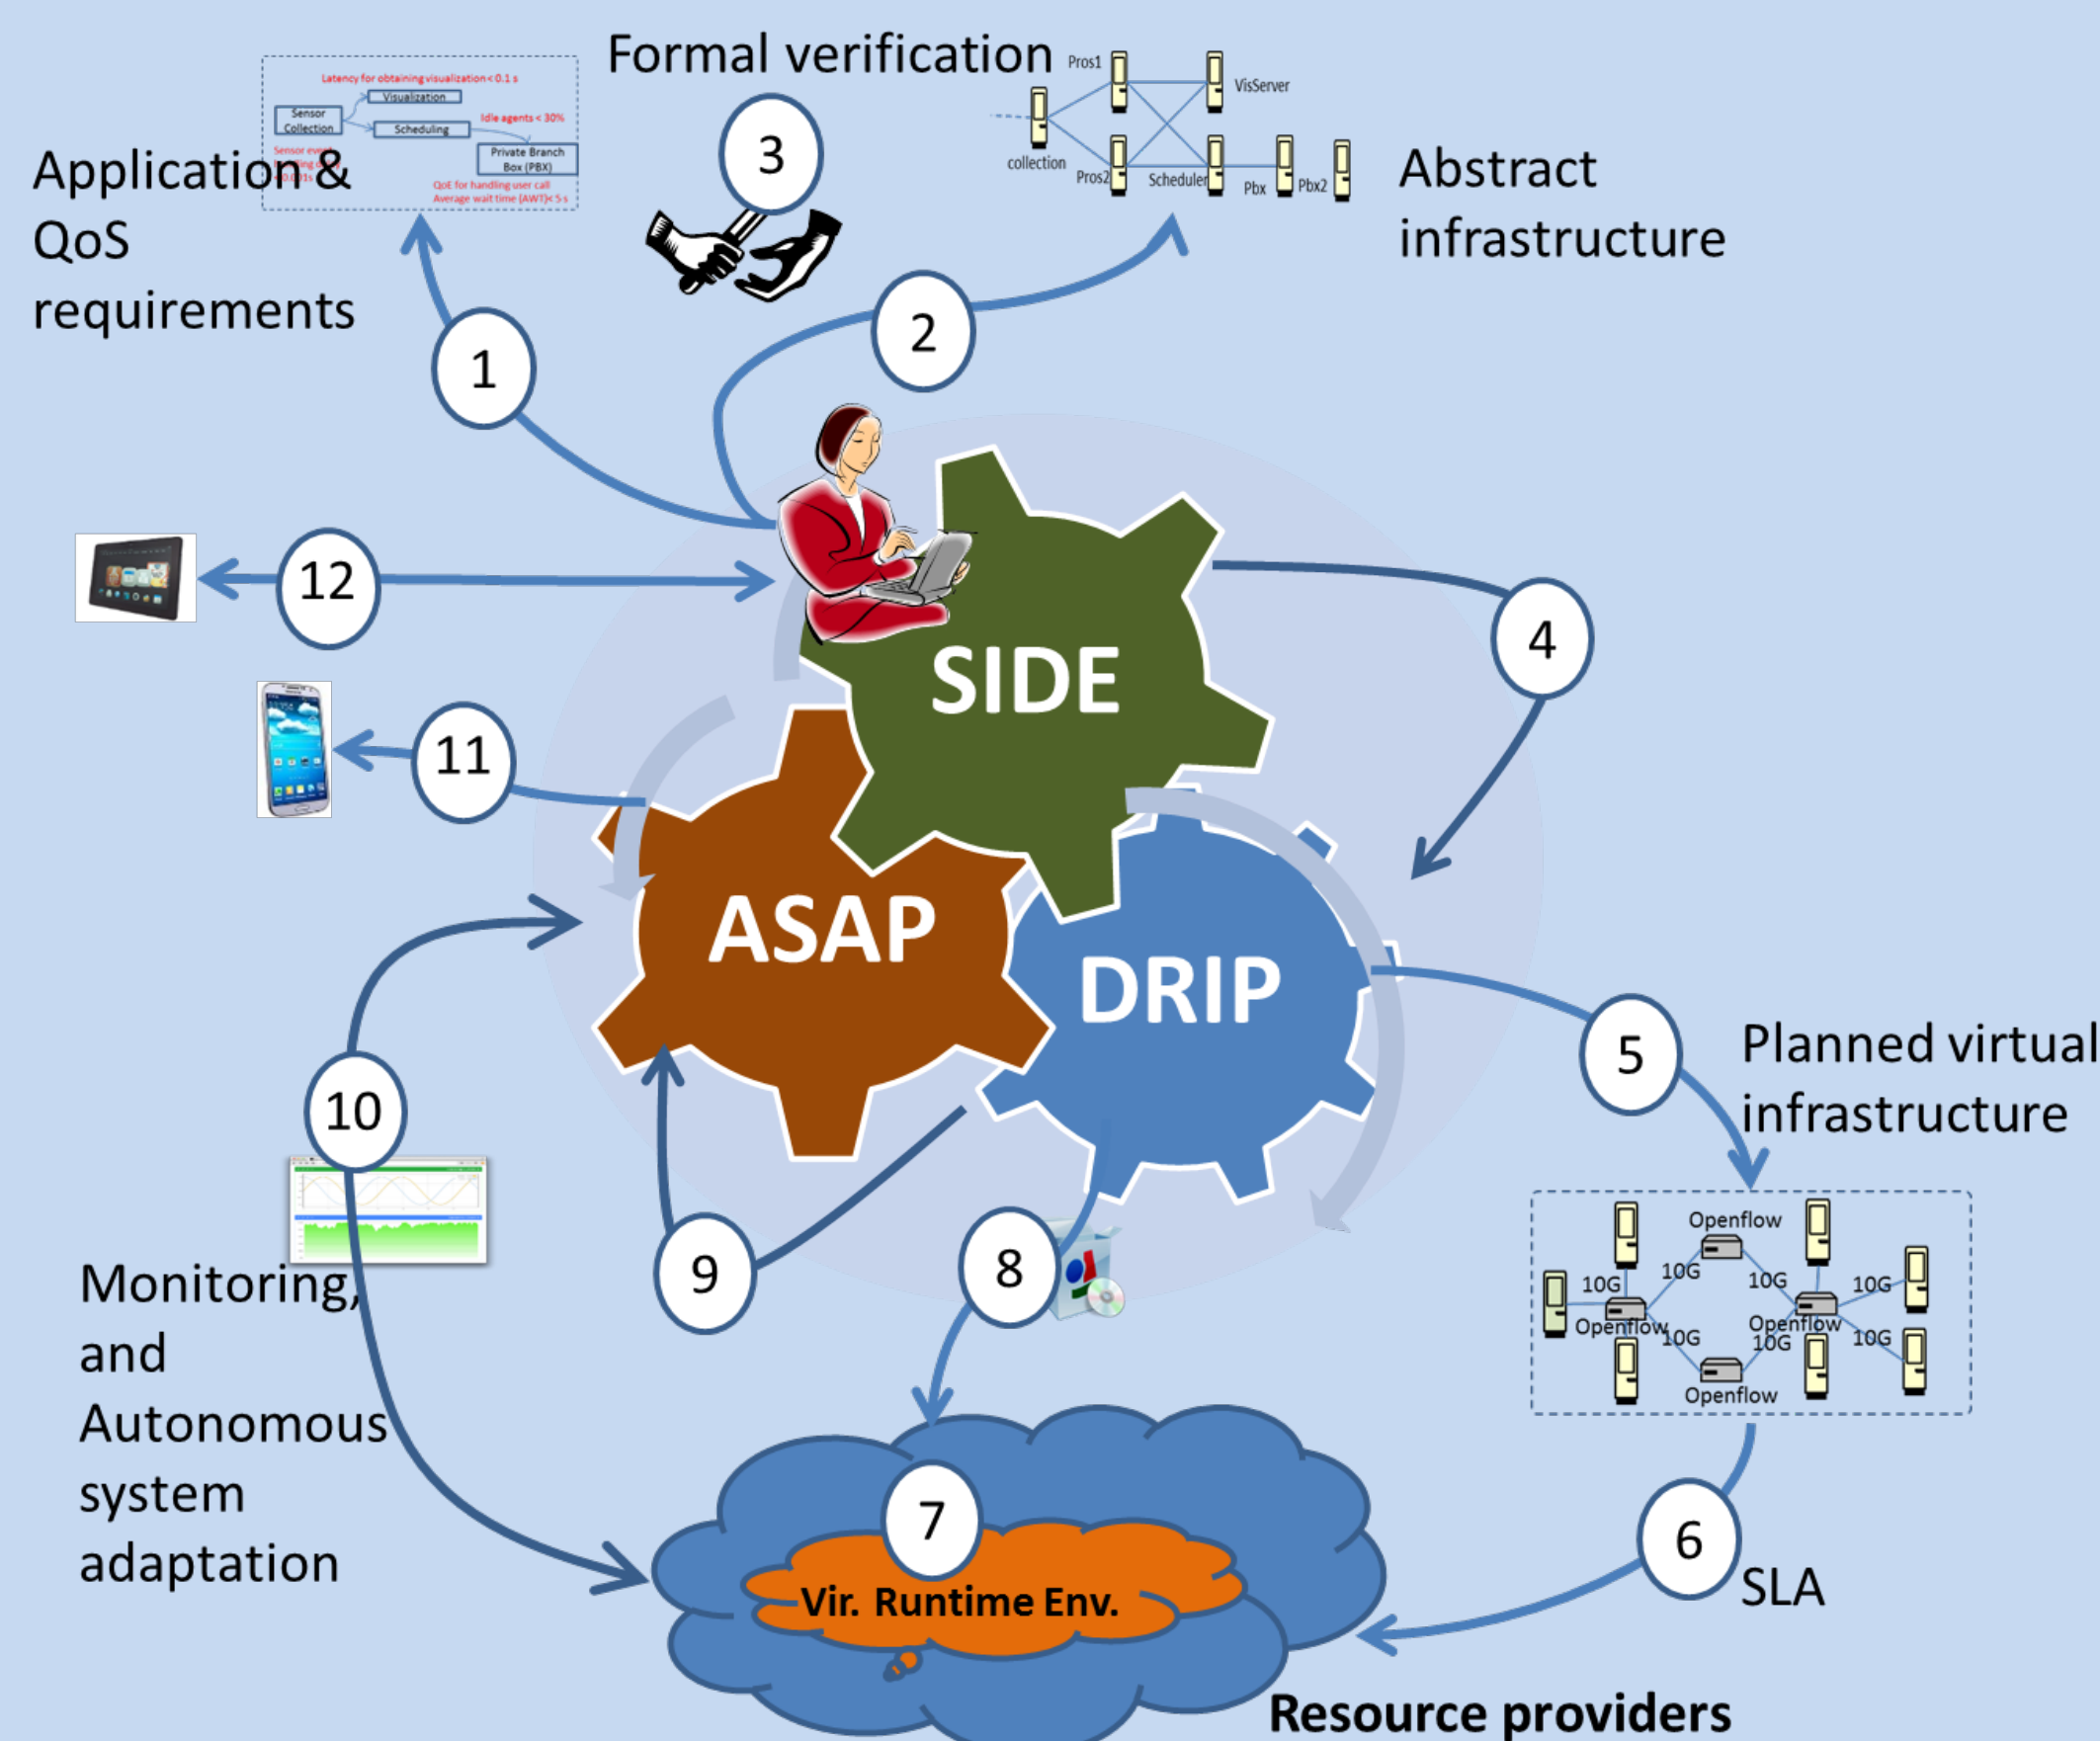 Formal verification
Latency for obtaining visualization< 0.1 s
Visualization
Sensor
Collection
Scheduling
Idle agents < 30%
Private Branch
Box (PBX)
Sensor event
QoE for handling user call
Average wait time (AWT)< 5 s
Application &
QoS
requirements
3
Pros1
VisServer
collection
Pros2
Scheduler
Pbx
Pbx2
Abstract
infrastructure
2
1
12
SIDE
4
11
ASAP
DRIP
5
Planned virtual
infrastructure
10
9
8
Monitoring,
and
Autonomous
system
adaptation
Openflow
10G
10G
10G
10G
Openflow
Openflow
10G
10G
10G
Openflow
7
Vir. Runtime Env.
6
SLA
Resource providers